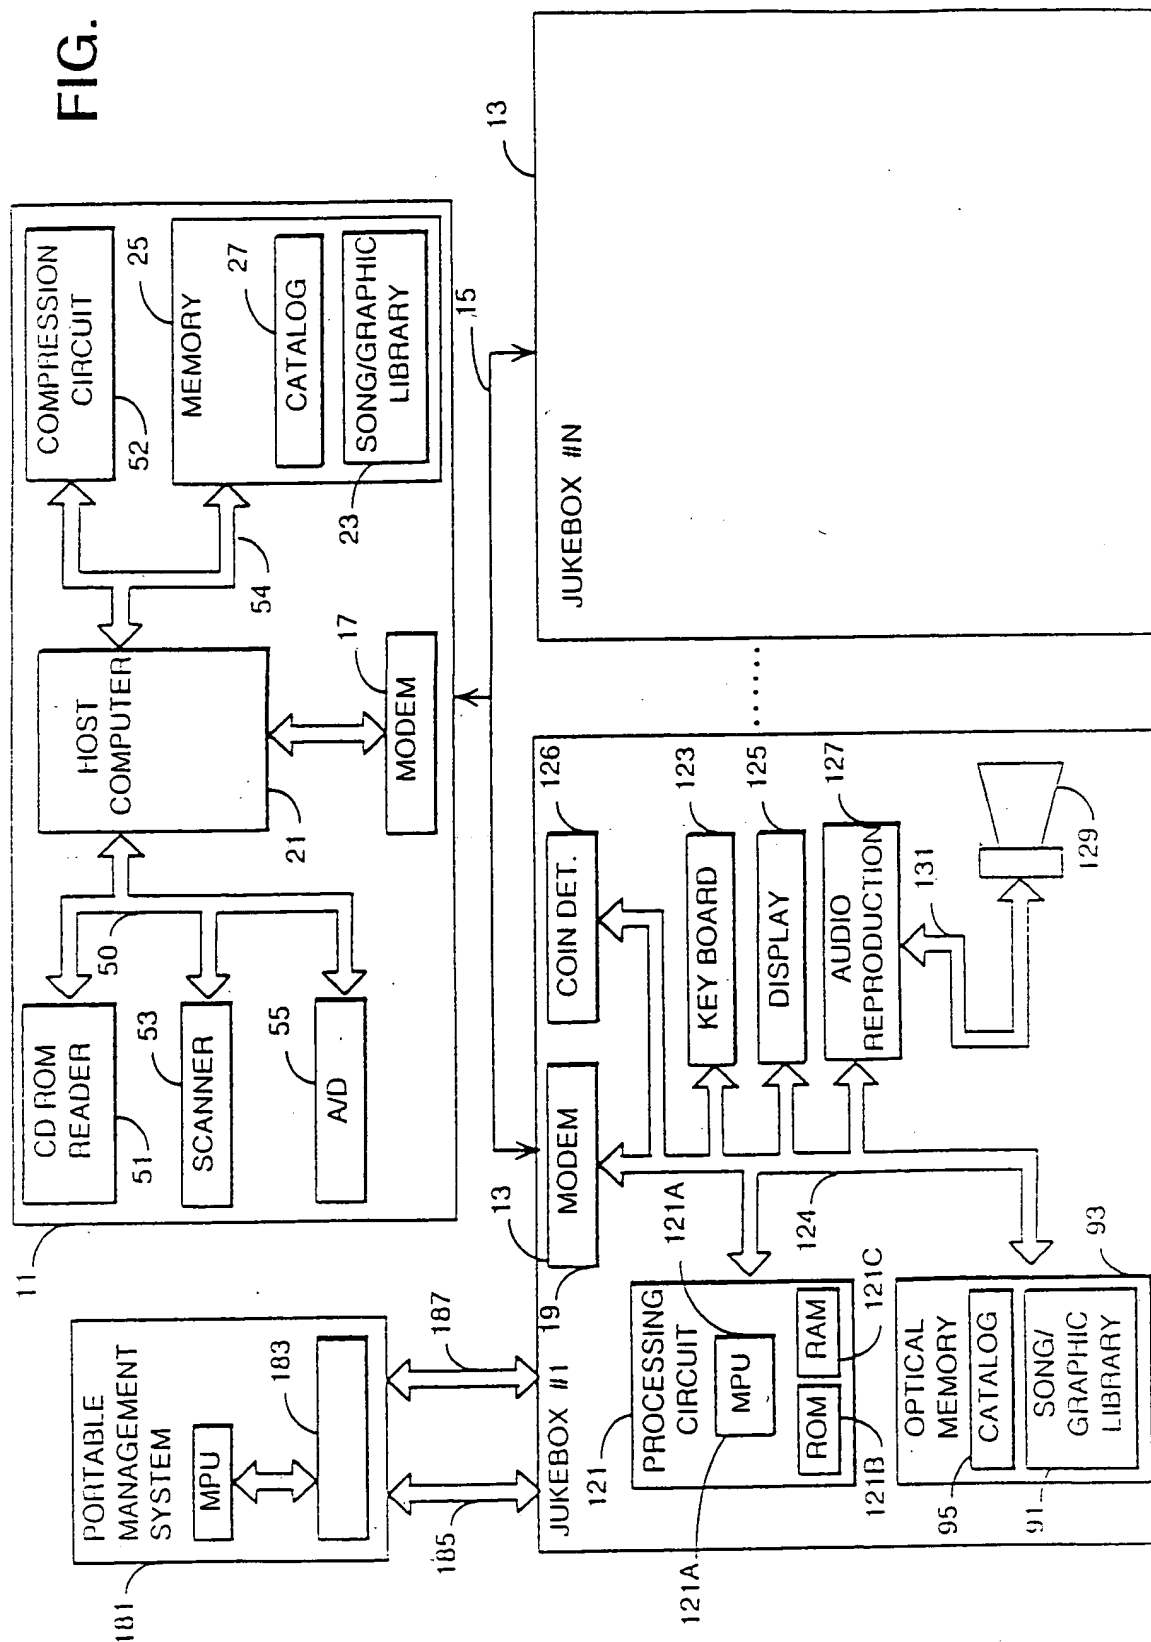 FIG.
11
CD ROM
READER
51
SCANNER
53
A/D
55
50
HOST
COMPUTER
21
MODEM
17
54
COMPRESSION
CIRCUIT
52
MEMORY
25
CATALOG
27
SONG/GRAPHIC
LIBRARY
23
15
PORTABLE
MANAGEMENT
SYSTEM
MPU
183
181
185
187
JUKEBOX #1
13
19
MODEM
COIN DET.
126
KEY BOARD
123
DISPLAY
125
AUDIO
REPRODUCTION
127
131
129
PROCESSING
CIRCUIT
121
MPU
121A
121A
ROM
121B
RAM
121C
124
OPTICAL
MEMORY
93
CATALOG
95
SONG/
GRAPHIC
LIBRARY
91
......
JUKEBOX #N
13